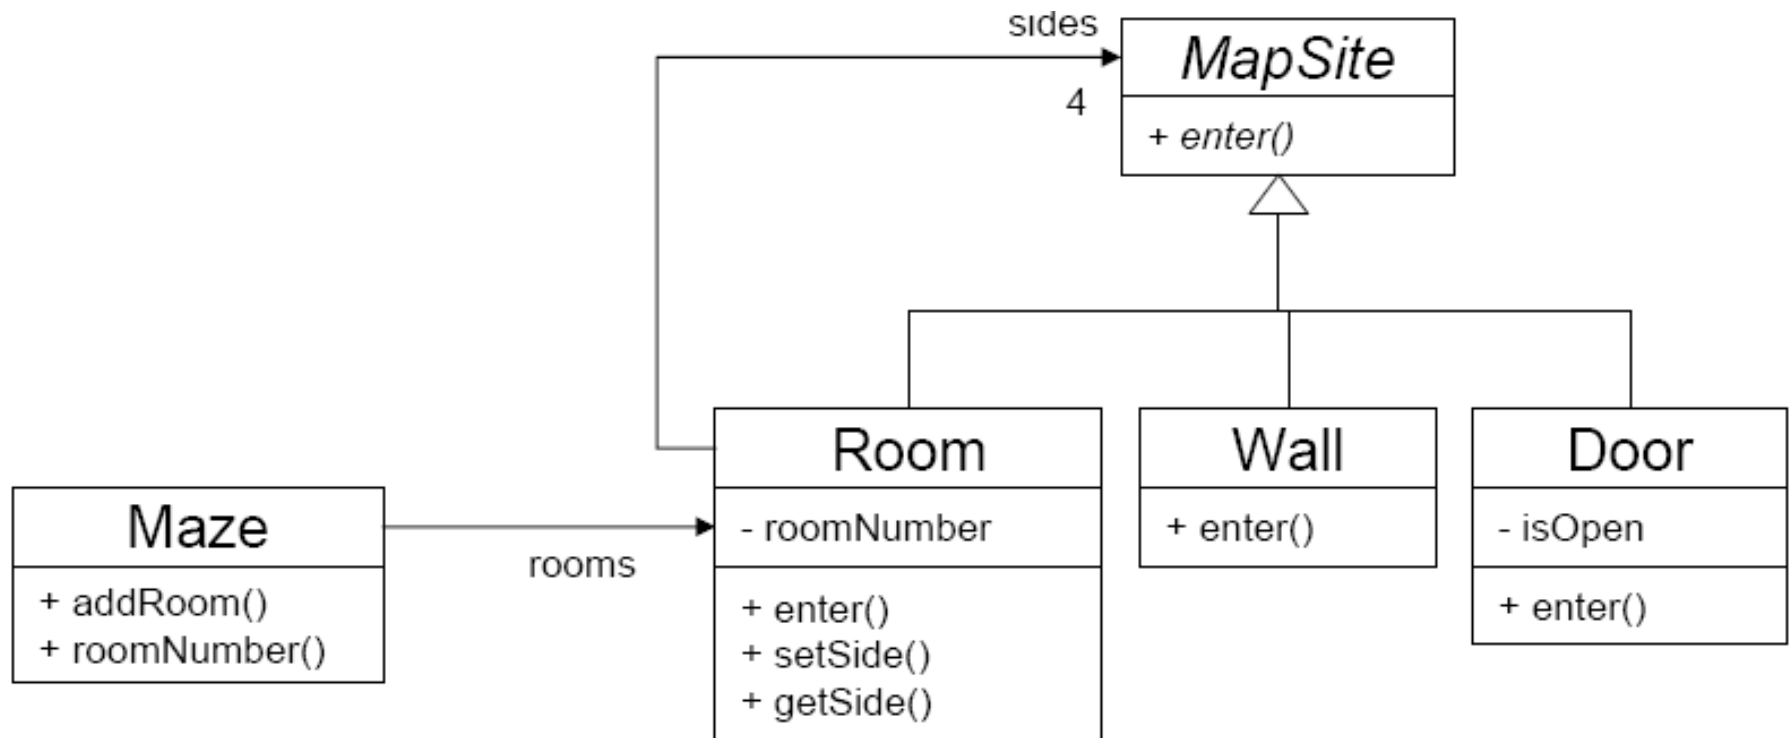 sides
MapSite
4
+ enter()
Room
Wall
Door
Maze
- roomNumber
+ enter()
- isOpen
rooms
+ addRoom()
+ roomNumber()
+ enter()
+ setSide()
+ getSide()
+ enter()